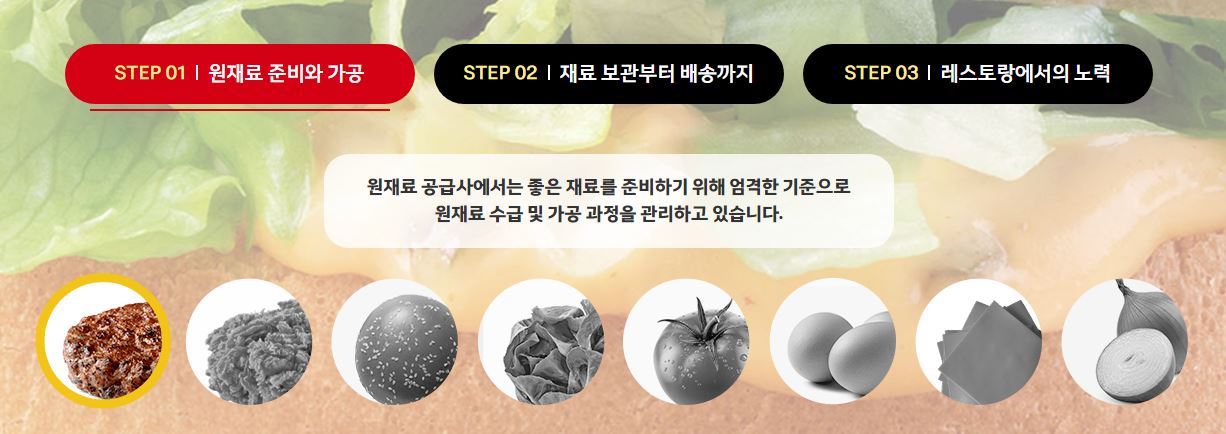 STEP 01 | 원재료 준비와 가공
STEP 02 | 재료 보관부터 배송까지
STEP 03 | 레스토랑에서의 노력
원재료 공급사에서는 좋은 재료를 준비하기 위해 엄격한 기준으로
원재료 수급 및 가공 과정을 관리하고 있습니다.